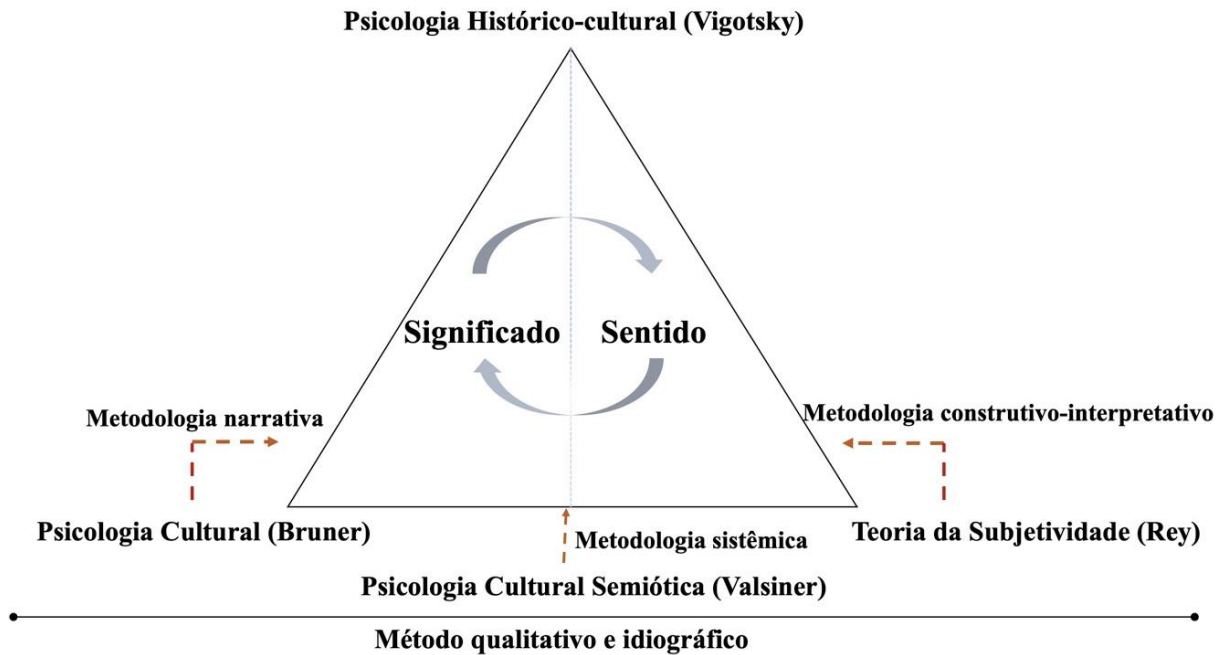 Psicologia Histórico-cultural (Vigotsky)
Significado
Sentido
Metodologia narrativa
Metodologia construtivo-interpretativo
Psicologia Cultural (Bruner)
Metodologia sistêmica
Teoria da Subjetividade (Rey)
Psicologia Cultural Semiótica (Valsiner)
Método qualitativo e idiográfico